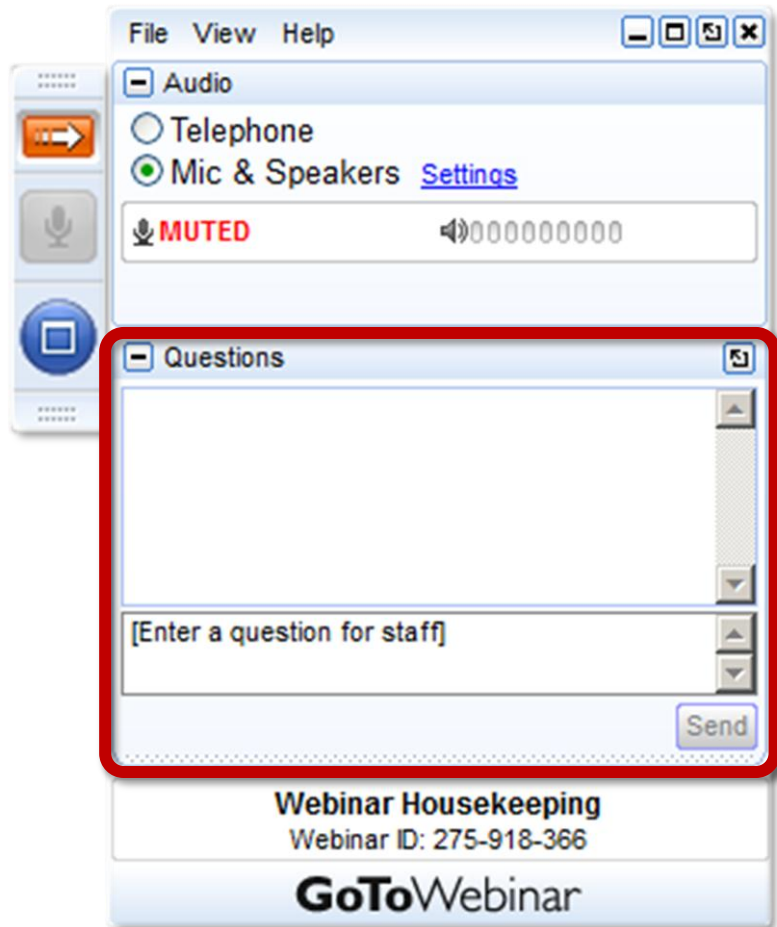 File View Help
Audio
Telephone
Mic & Speakers Settings
MUTED 000000000
Questions
[Enter a question for staff]
Send
Webinar Housekeeping
Webinar ID: 275-918-366
GoToWebinar